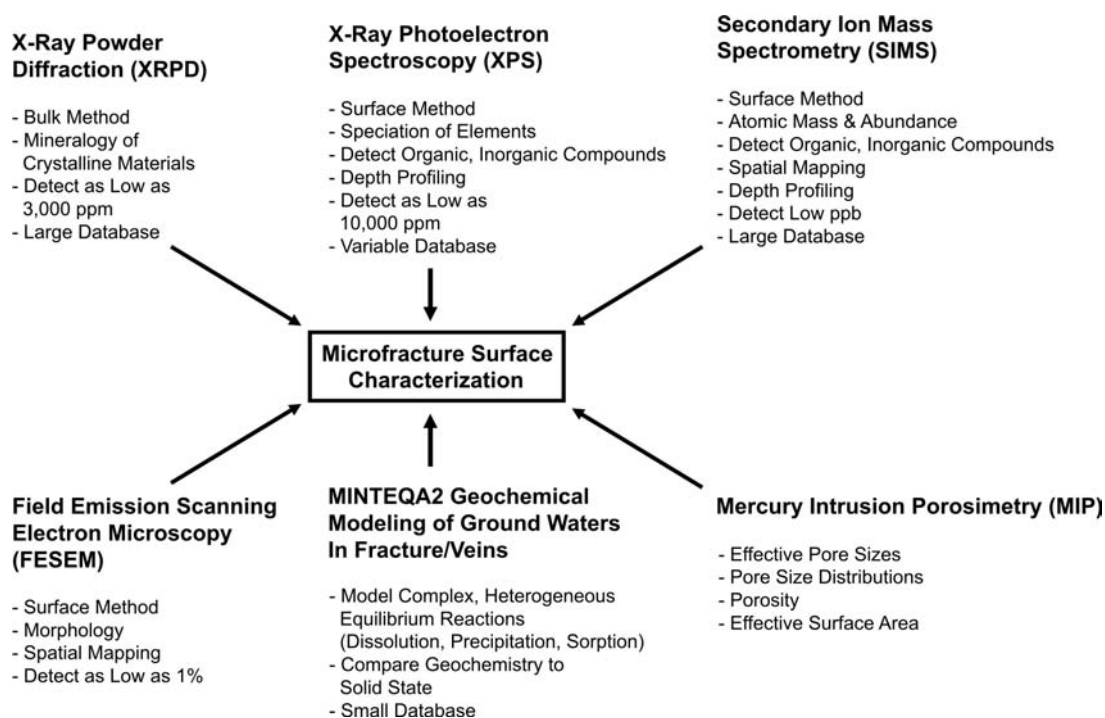 X-Ray Powder
Diffraction (XRPD)
- Bulk Method
- Mineralogy of
Crystalline Materials
- Detect as Low as
3,000 ppm
- Large Database
X-Ray Photoelectron
Spectroscopy (XPS)
- Surface Method
- Speciation of Elements
- Detect Organic, Inorganic Compounds
- Depth Profiling
- Detect as Low as
10,000 ppm
- Variable Database
Secondary Ion Mass
Spectrometry (SIMS)
- Surface Method
- Atomic Mass & Abundance
- Detect Organic, Inorganic Compounds
- Spatial Mapping
- Depth Profiling
- Detect Low ppb
- Large Database
Microfracture Surface
Characterization
Field Emission Scanning
Electron Microscopy
(FESEM)
- Surface Method
- Morphology
- Spatial Mapping
- Detect as Low as 1%
MINTEQA2 Geochemical
Modeling of Ground Waters
In Fracture/Veins
- Model Complex, Heterogeneous
Equilibrium Reactions
(Dissolution, Precipitation, Sorption)
- Compare Geochemistry to
Solid State
- Small Database
Mercury Intrusion Porosimetry (MIP)
- Effective Pore Sizes
- Pore Size Distributions
- Porosity
- Effective Surface Area